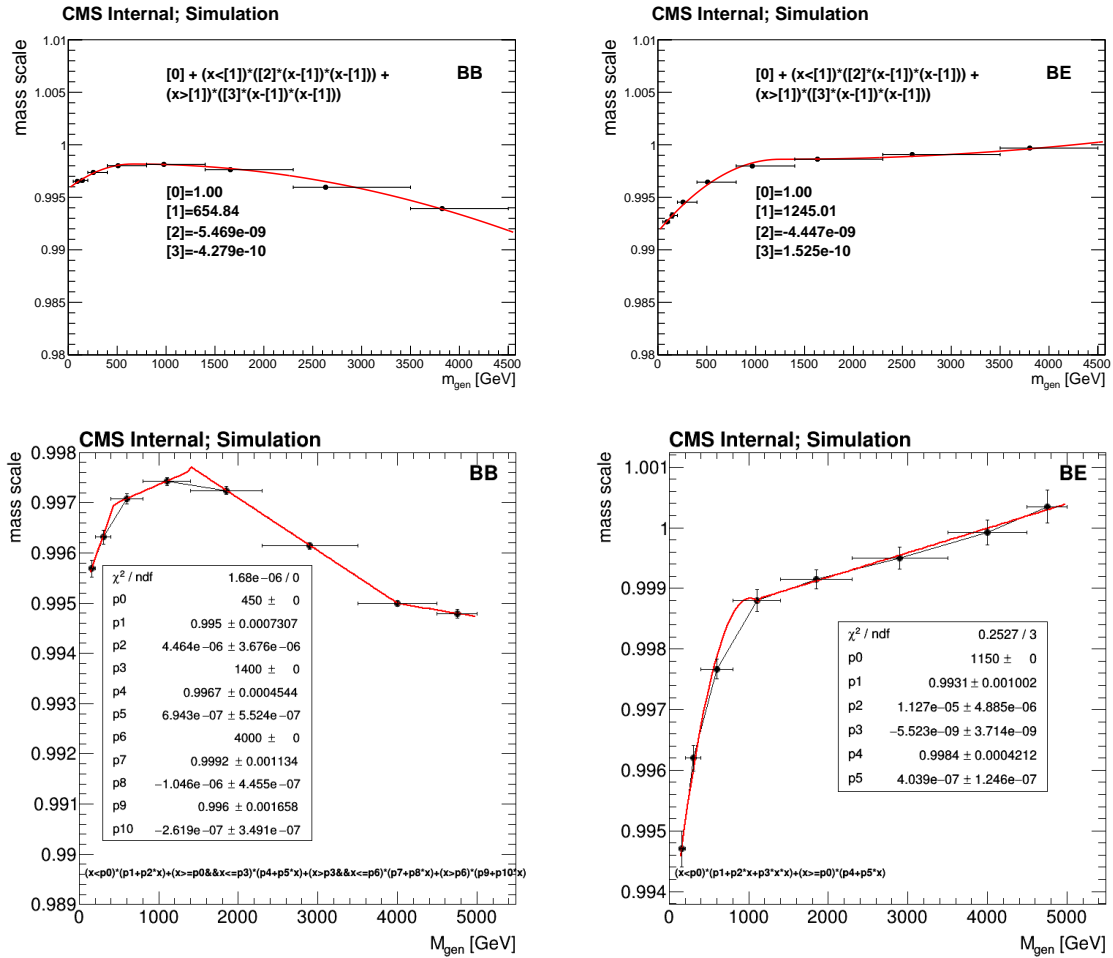 CMS Internal; Simulation
mass scale
1.01
1.005
1
0.995
0.99
0.985
0.98
[0] + (x<[1])*([2]*(x-[1])*(x-[1])) +
(x>[1])*([3]*(x-[1])*(x-[1]))
BB
[0]=1.00
[1]=654.84
[2]=-5.469e-09
[3]=-4.279e-10
0 500 1000 1500 2000 2500 3000 3500 4000 4500
m_gen [GeV]
CMS Internal; Simulation
mass scale
1.01
1.005
1
0.995
0.99
0.985
0.98
[0] + (x<[1])*([2]*(x-[1])*(x-[1])) +
(x>[1])*([3]*(x-[1])*(x-[1]))
BE
[0]=1.00
[1]=1245.01
[2]=-4.447e-09
[3]=1.525e-10
0 500 1000 1500 2000 2500 3000 3500 4000 4500
m_gen [GeV]
CMS Internal; Simulation
mass scale
0.998
0.997
0.996
0.995
0.994
0.993
0.992
0.991
0.99
0.989
BB
χ² / ndf 1.68e−06 / 0
p0 450 ± 0
p1 0.995 ± 0.0007307
p2 4.464e−06 ± 3.676e−06
p3 1400 ± 0
p4 0.9967 ± 0.0004544
p5 6.943e−07 ± 5.524e−07
p6 4000 ± 0
p7 0.9992 ± 0.001134
p8 −1.046e−06 ± 4.455e−07
p9 0.996 ± 0.001658
p10 −2.619e−07 ± 3.491e−07
(x<p0)*(p1+p2*x)+(x>=p0&&x<=p3)*(p4+p5*x)+(x>p3&&x<=p6)*(p7+p8*x)+(x>p6)*(p9+p10*x)
0 1000 2000 3000 4000 5000
M_gen [GeV]
CMS Internal; Simulation
mass scale
1.001
1
0.999
0.998
0.997
0.996
0.995
0.994
BE
χ² / ndf 0.2527 / 3
p0 1150 ± 0
p1 0.9931 ± 0.001002
p2 1.127e−05 ± 4.885e−06
p3 −5.523e−09 ± 3.714e−09
p4 0.9984 ± 0.0004212
p5 4.039e−07 ± 1.246e−07
(x<p0)*(p1+p2*x+p3*x*x)+(x>=p0)*(p4+p5*x)
0 1000 2000 3000 4000 5000
M_gen [GeV]